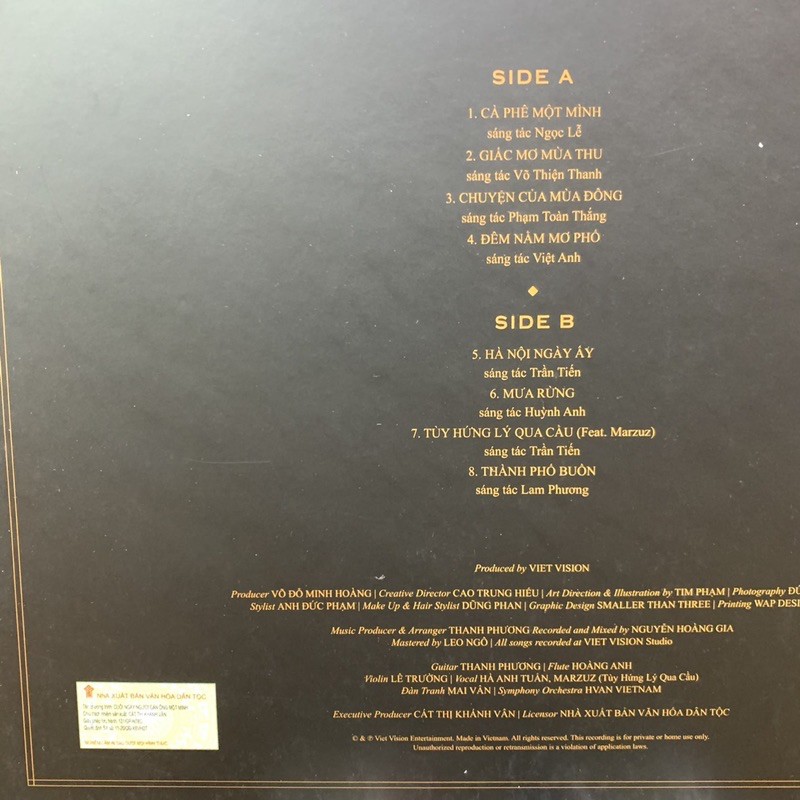 SIDE A
1. CÀ PHÊ MỘT MÌNH
sáng tác Ngọc Lễ
2. GIẤC MƠ MÙA THU
sáng tác Võ Thiện Thanh
3. CHUYỆN CỦA MÙA ĐÔNG
sáng tác Phạm Toàn Thắng
4. ĐÊM NẰM MƠ PHỐ
sáng tác Việt Anh
SIDE B
5. HÀ NỘI NGÀY ẤY
sáng tác Trần Tiến
6. MƯA RỪNG
sáng tác Huỳnh Anh
7. TÙY HỨNG LÝ QUA CẦU (Feat. Marzuz)
sáng tác Trần Tiến
8. THÀNH PHỐ BUỒN
sáng tác Lam Phương
Produced by VIET VISION
Producer VÕ ĐỖ MINH HOÀNG | Creative Director CAO TRUNG HIẾU | Art Direction & Illustration by TIM PHẠM | Photography
Stylist ANH ĐỨC PHẠM | Make Up & Hair Stylist DŨNG PHAN | Graphic Design SMALLER THAN THREE | Printing WAP
Music Producer & Arranger THANH PHƯƠNG Recorded and Mixed by NGUYÊN HOÀNG GIA
Mastered by LEO NGÔ | All songs recorded at VIET VISION Studio
Guitar THANH PHƯƠNG | Flute HOÀNG ANH
Violin LÊ TRƯỜNG | Vocal HÀ ANH TUẤN, MARZUZ (Tùy Hứng Lý Qua Cầu)
Đàn Tranh MAI VÂN | Symphony Orchestra HVAN VIETNAM
Executive Producer CÁT THỊ KHÁNH VÂN | Licensor NHÀ XUẤT BẢN VĂN HÓA DÂN TỘC
© & ℗ Viet Vision Entertainment. Made in Vietnam. All rights reserved. This recording is for private or home use only.
Unauthorized reproduction or retransmission is a violation of application laws.
NHÀ XUẤT BẢN VĂN HÓA DÂN TỘC